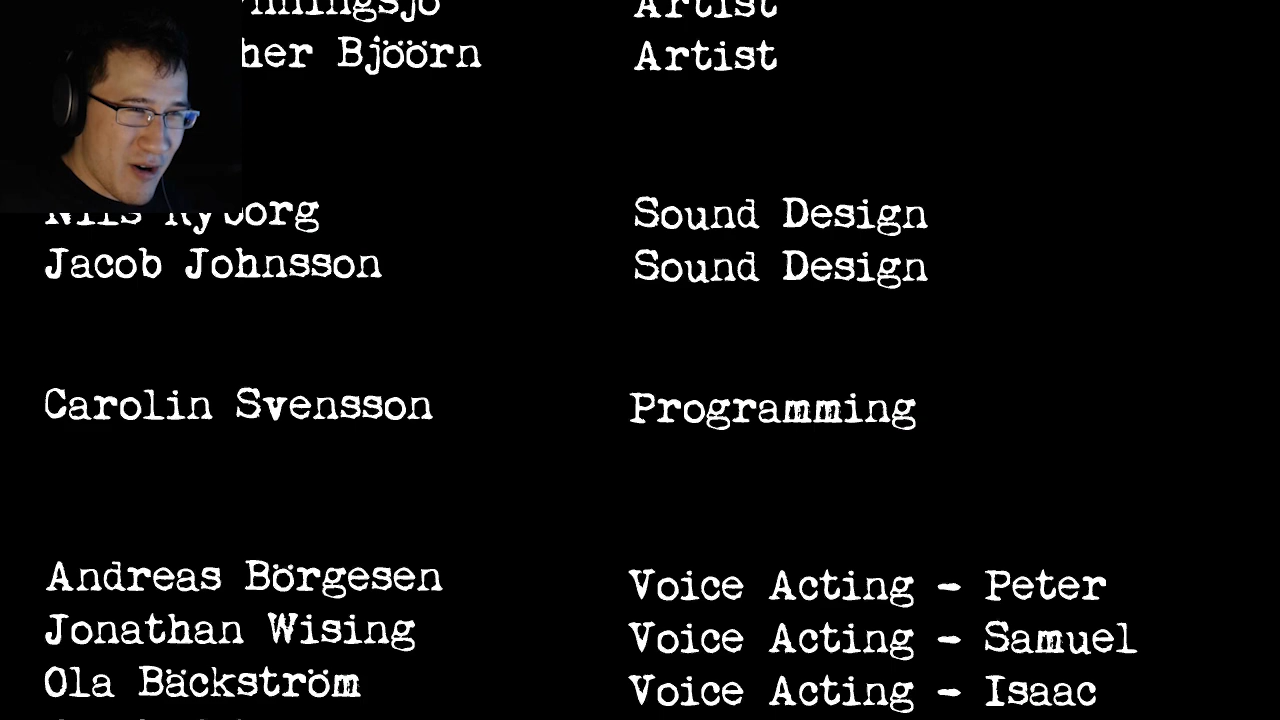 Artist
her Bjöörn Artist
Sound Design
Jacob Johnsson Sound Design
Carolin Svensson Programming
Andreas Börgesen Voice Acting - Peter
Jonathan Wising Voice Acting - Samuel
Ola Bäckström Voice Acting - Isaac